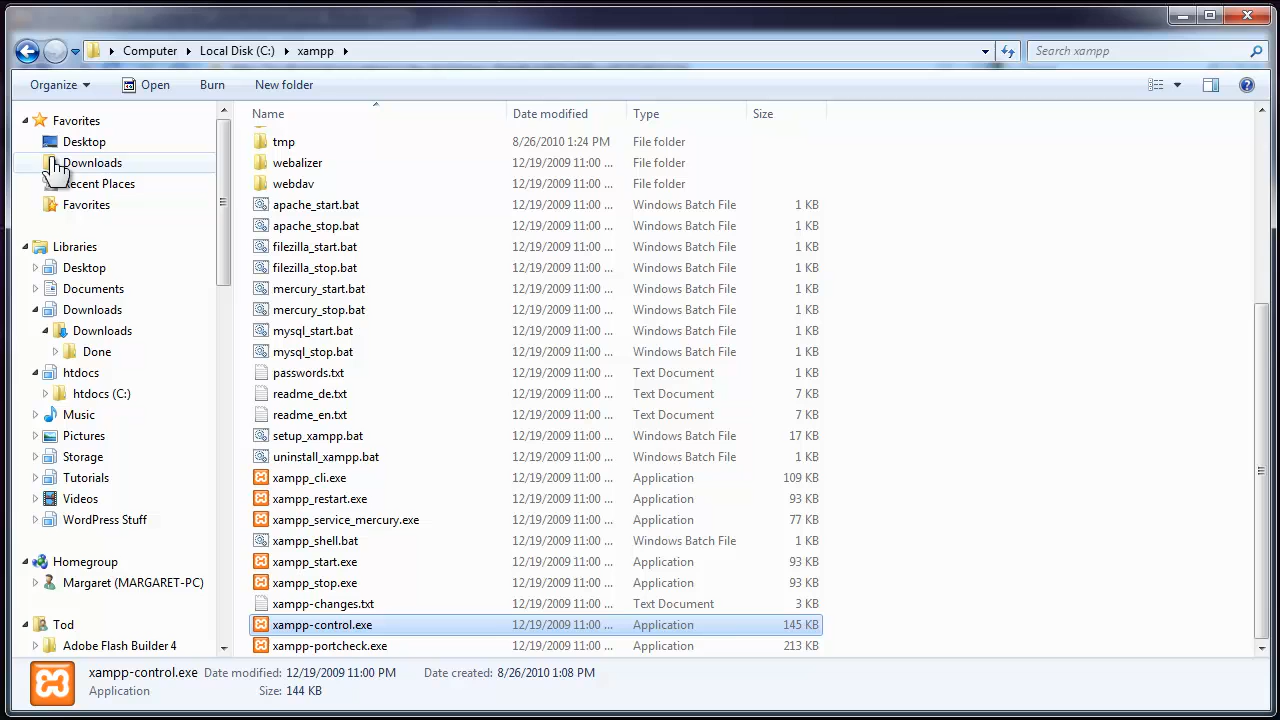 Computer Local Disk (C:) xampp Search xampp
Organize Open Burn New folder
Favorites
Desktop
Downloads
Recent Places
Favorites
Libraries
Desktop
Documents
Downloads
Downloads
Done
htdocs
htdocs (C:)
Music
Pictures
Storage
Tutorials
Videos
WordPress Stuff
Homegroup
Margaret (MARGARET-PC)
Tod
Adobe Flash Builder 4
Name Date modified Type Size
tmp 8/26/2010 1:24 PM File folder
webalizer 12/19/2009 11:00 ... File folder
webdav 12/19/2009 11:00 ... File folder
apache_start.bat 12/19/2009 11:00 ... Windows Batch File 1 KB
apache_stop.bat 12/19/2009 11:00 ... Windows Batch File 1 KB
filezilla_start.bat 12/19/2009 11:00 ... Windows Batch File 1 KB
filezilla_stop.bat 12/19/2009 11:00 ... Windows Batch File 1 KB
mercury_start.bat 12/19/2009 11:00 ... Windows Batch File 1 KB
mercury_stop.bat 12/19/2009 11:00 ... Windows Batch File 1 KB
mysql_start.bat 12/19/2009 11:00 ... Windows Batch File 1 KB
mysql_stop.bat 12/19/2009 11:00 ... Windows Batch File 1 KB
passwords.txt 12/19/2009 11:00 ... Text Document 1 KB
readme_de.txt 12/19/2009 11:00 ... Text Document 7 KB
readme_en.txt 12/19/2009 11:00 ... Text Document 7 KB
setup_xampp.bat 12/19/2009 11:00 ... Windows Batch File 17 KB
uninstall_xampp.bat 12/19/2009 11:00 ... Windows Batch File 1 KB
xampp_cli.exe 12/19/2009 11:00 ... Application 109 KB
xampp_restart.exe 12/19/2009 11:00 ... Application 93 KB
xampp_service_mercury.exe 12/19/2009 11:00 ... Application 77 KB
xampp_shell.bat 12/19/2009 11:00 ... Windows Batch File 1 KB
xampp_start.exe 12/19/2009 11:00 ... Application 93 KB
xampp_stop.exe 12/19/2009 11:00 ... Application 93 KB
xampp-changes.txt 12/19/2009 11:00 ... Text Document 3 KB
xampp-control.exe 12/19/2009 11:00 ... Application 145 KB
xampp-portcheck.exe 12/19/2009 11:00 ... Application 213 KB
xampp-control.exe Date modified: 12/19/2009 11:00 PM Date created: 8/26/2010 1:08 PM
Application Size: 144 KB